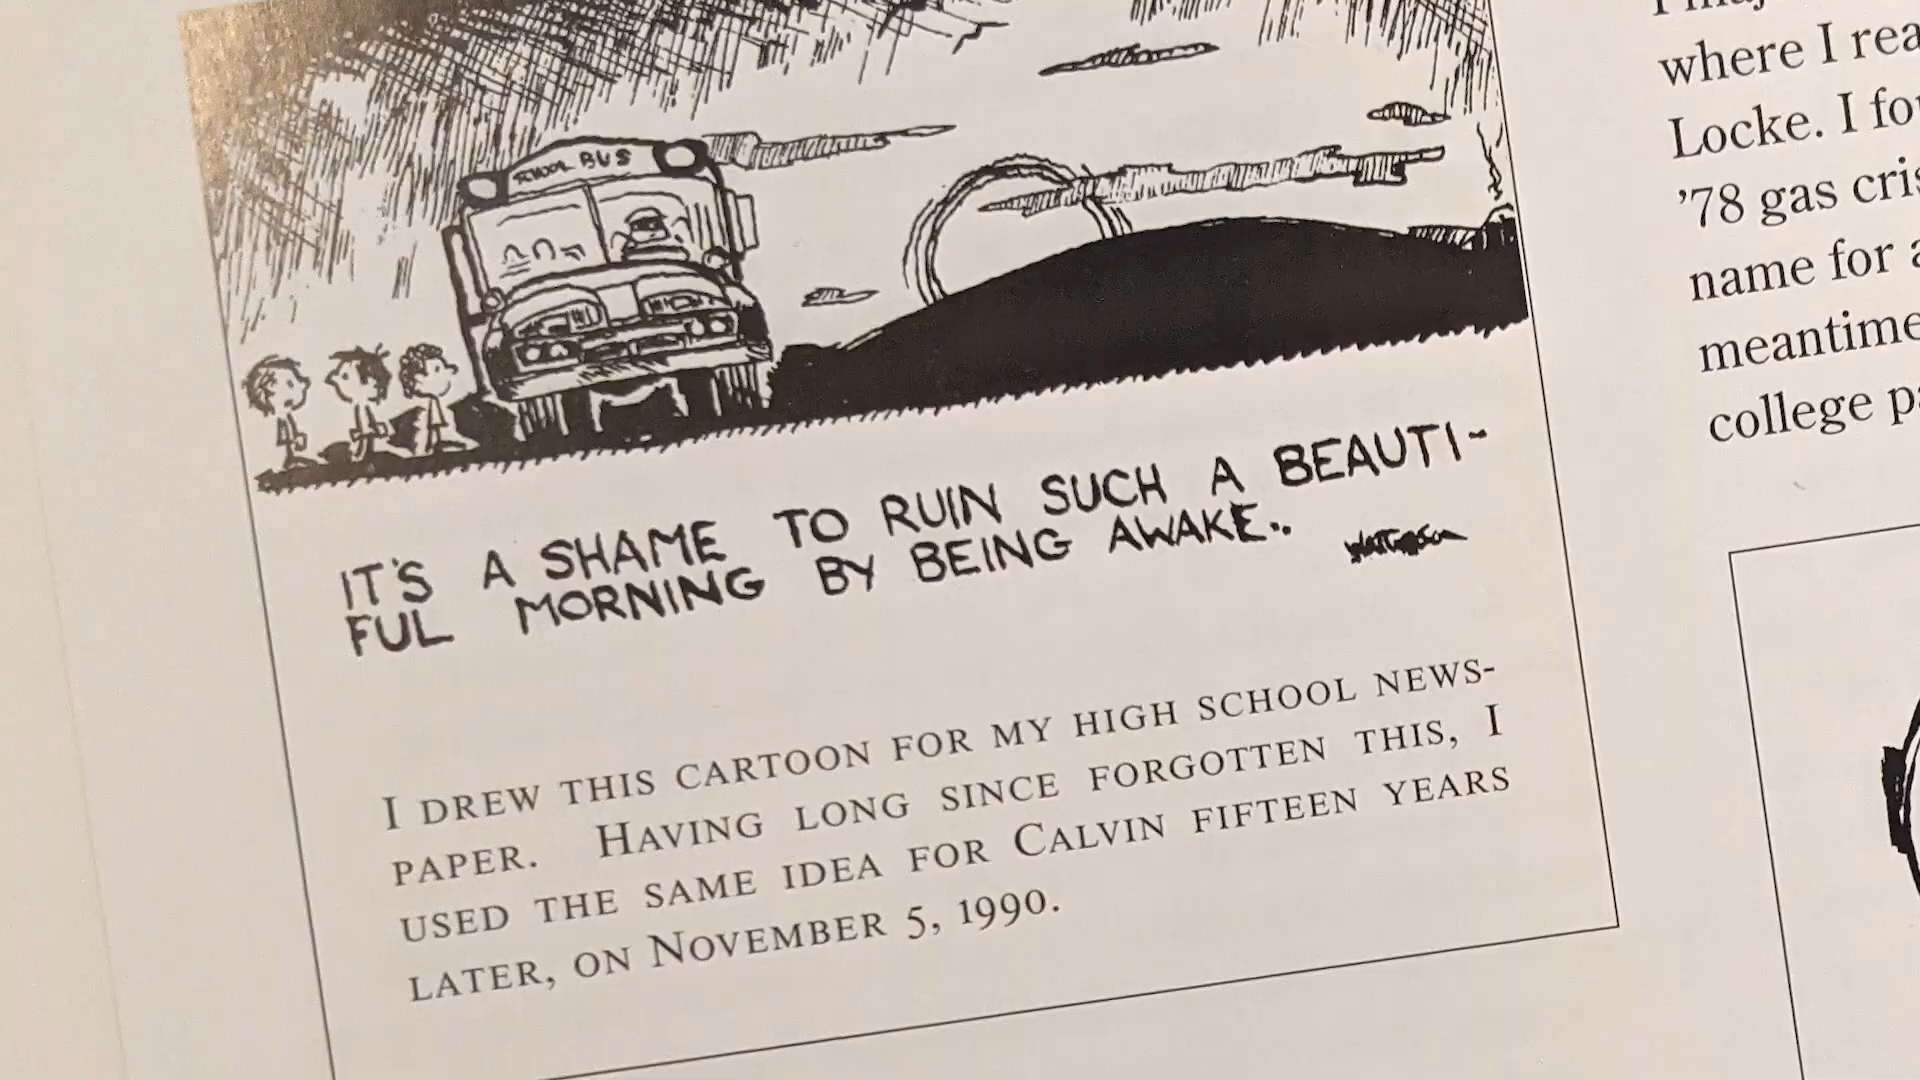 SCHOOL BUS
IT'S A SHAME TO RUIN SUCH A BEAUTI-
FUL MORNING BY BEING AWAKE..
WATTERSON
I DREW THIS CARTOON FOR MY HIGH SCHOOL NEWS-
PAPER. HAVING LONG SINCE FORGOTTEN THIS, I
USED THE SAME IDEA FOR CALVIN FIFTEEN YEARS
LATER, ON NOVEMBER 5, 1990.
where I rea
Locke. I fo
'78 gas cris
name for a
meantime
college pa